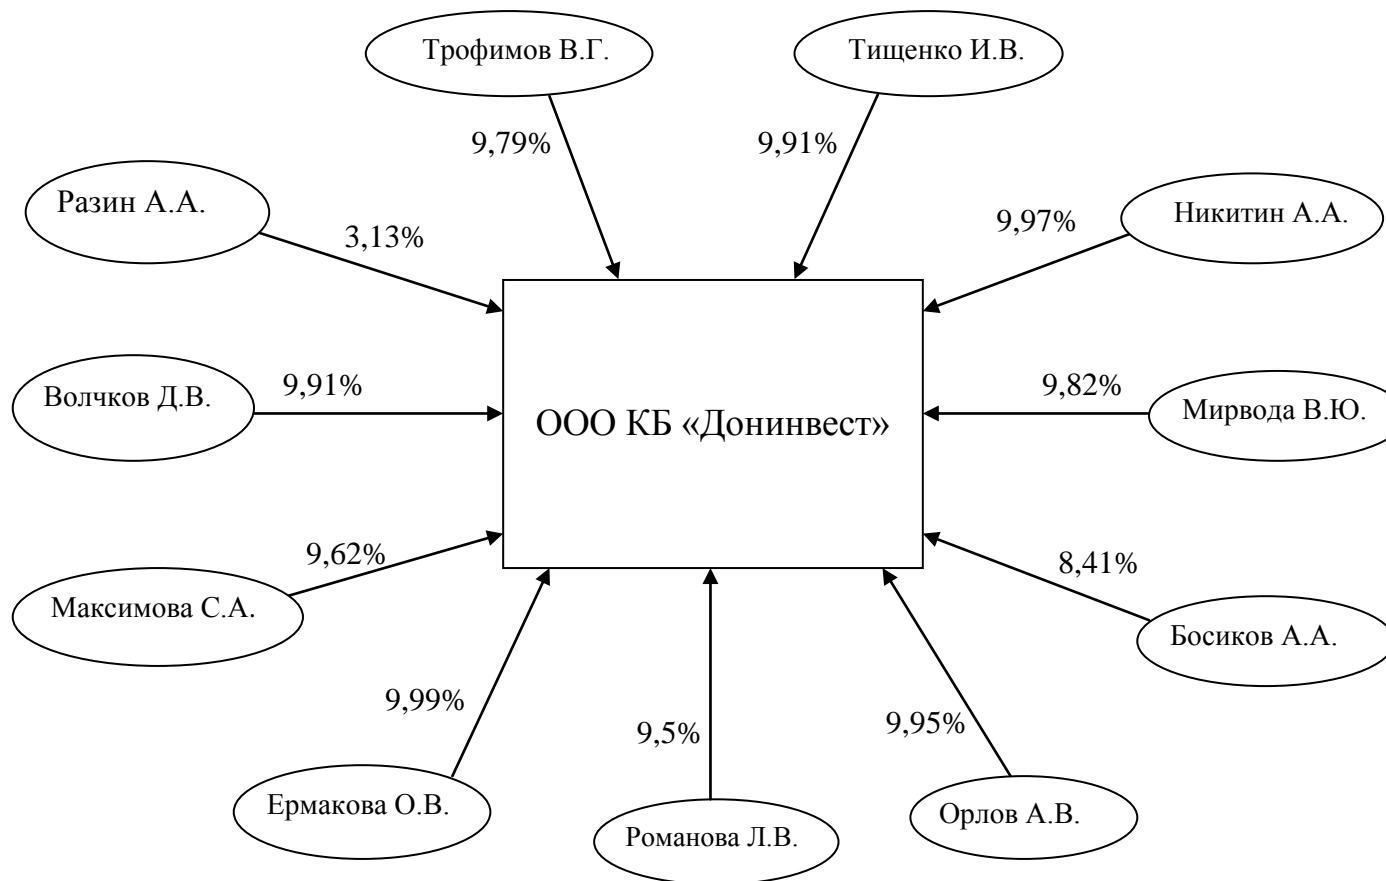 Трофимов В.Г.
Тищенко И.В.
9,79%
9,91%
Разин А.А.
Никитин А.А.
3,13%
9,97%
Волчков Д.В.
9,91%
ООО КБ «Донинвест»
9,82%
Мирвода В.Ю.
9,62%
8,41%
Максимова С.А.
Босиков А.А.
9,99%
9,5%
9,95%
Ермакова О.В.
Романова Л.В.
Орлов А.В.